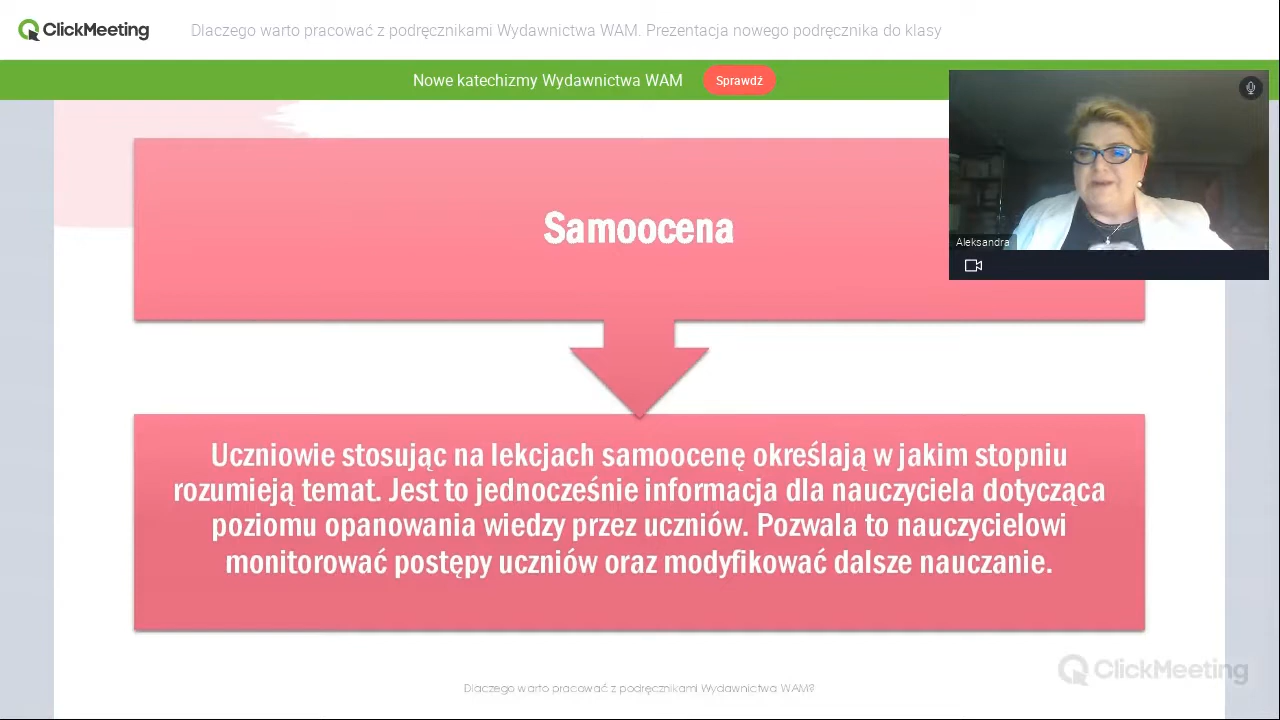 ClickMeeting
Dlaczego warto pracować z podręcznikami Wydawnictwa WAM. Prezentacja nowego podręcznika do klasy
Nowe katechizmy Wydawnictwa WAM
Sprawdź
Aleksandra
Samoocena
Uczniowie stosując na lekcjach samoocenę określają w jakim stopniu
rozumieją temat. Jest to jednocześnie informacja dla nauczyciela dotycząca
poziomu opanowania wiedzy przez uczniów. Pozwala to nauczycielowi
monitorować postępy uczniów oraz modyfikować dalsze nauczanie.
ClickMeeting
Dlaczego warto pracować z podręcznikami Wydawnictwa WAM?